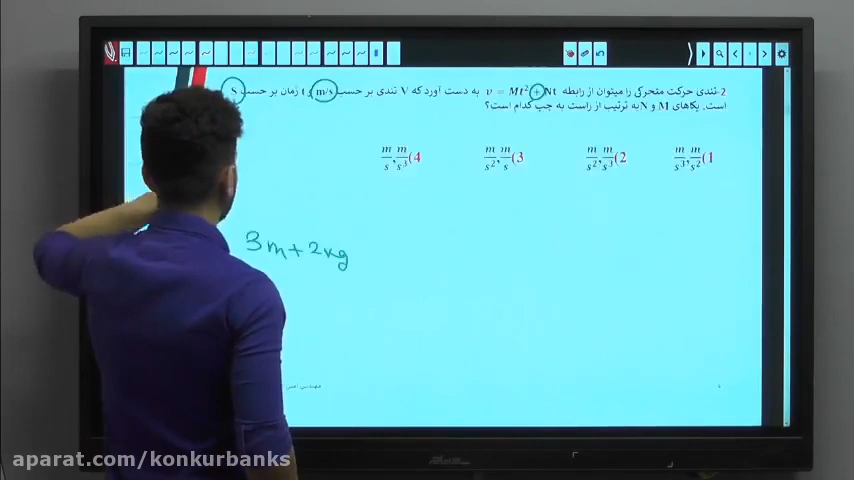 2- تندی حرکت متحرکی را میتوان از رابطه v = Mt² + Nt به دست آورد که V تندی بر حسب m/s و t زمان بر حسب S
است. یکاهای M و N به ترتیب از راست به چپ کدام است؟
1) m/s² , m/s³ 2) m/s³ , m/s² 3) m/s , m/s² 4) m/s³ , m/s
3m + 2kg
aparat.com/konkurbanks